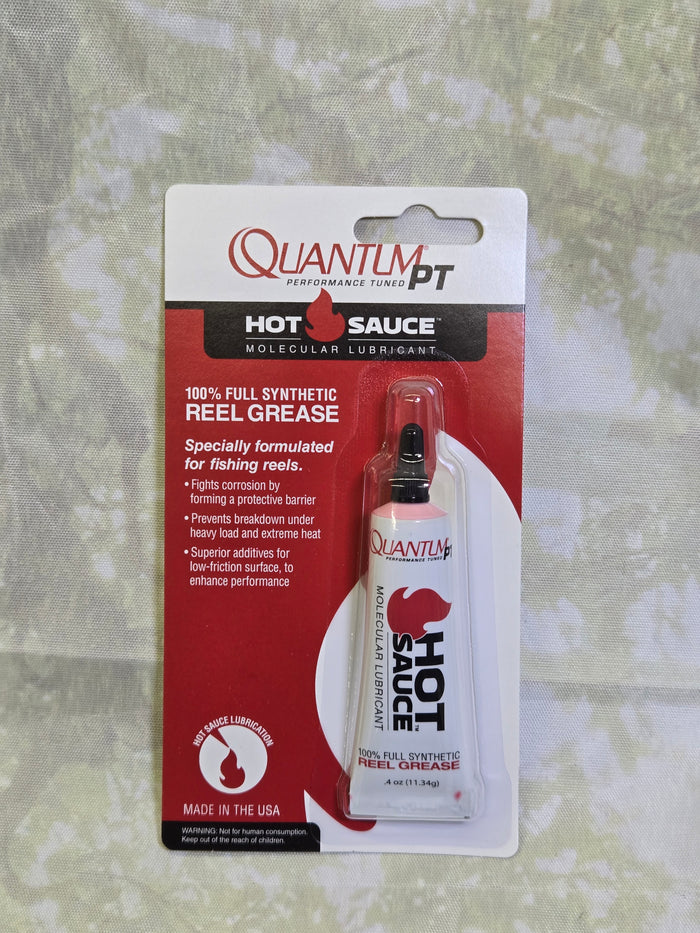 QUANTUM®
PERFORMANCE TUNED PT
HOT SAUCE™
MOLECULAR LUBRICANT
100% FULL SYNTHETIC
REEL GREASE
Specially formulated
for fishing reels.
• Fights corrosion by
forming a protective barrier
• Prevents breakdown under
heavy load and extreme heat
• Superior additives for
low-friction surface, to
enhance performance
HOT SAUCE LUBRICATION
MADE IN THE USA
WARNING: Not for human consumption.
Keep out of the reach of children.
QUANTUM
PERFORMANCE TUNED PT
HOT
SAUCE™
MOLECULAR LUBRICANT
100% FULL SYNTHETIC
REEL GREASE
.4 oz (11.34g)